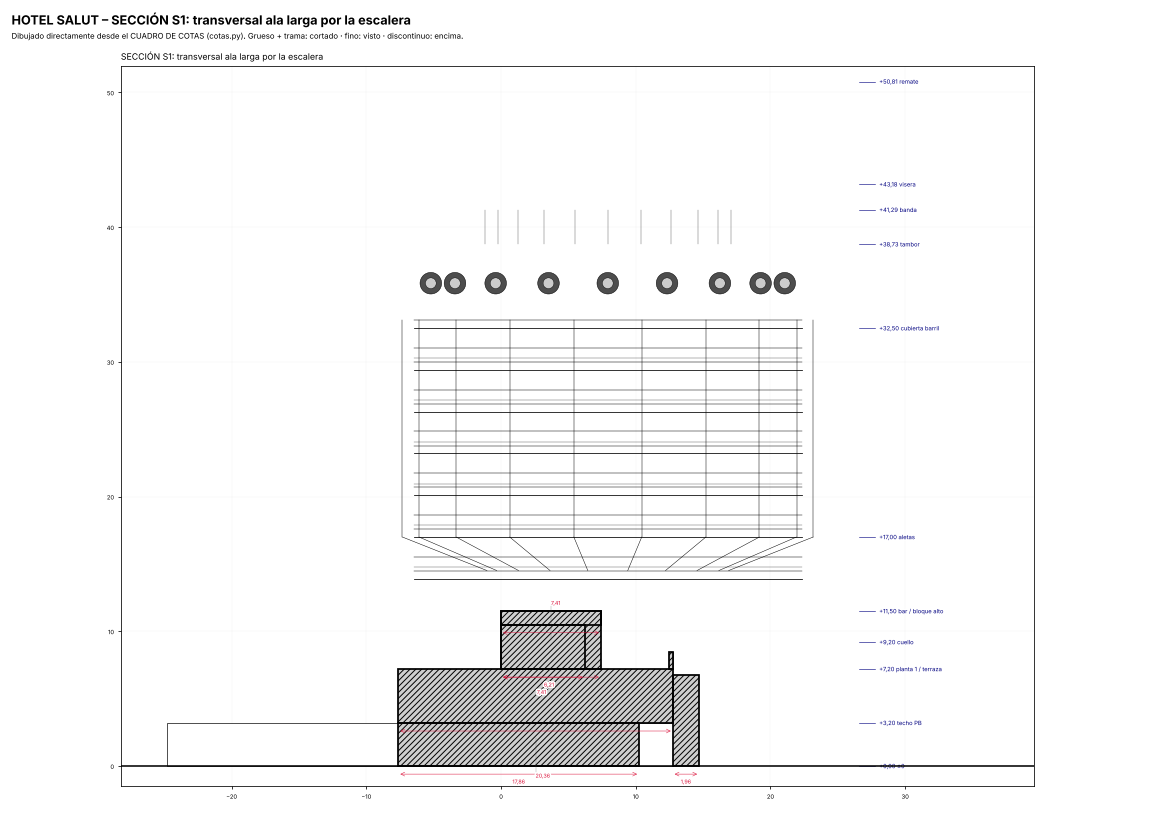 HOTEL SALUT – SECCIÓN S1: transversal ala larga por la escalera
Dibujado directamente desde el CUADRO DE COTAS (cotas.py). Grueso + trama: cortado · fino: visto · discontinuo: encima.
SECCIÓN S1: transversal ala larga por la escalera
+50,81 remate
50
+43,18 visera
+41,29 banda
40
+38,73 tambor
+32,50 cubierta barril
30
20
+17,00 aletas
7,41
+11,50 bar / bloque alto
10
+9,20 cuello
+7,20 planta 1 / terraza
+3,20 techo PB
0
20,36
17,86
1,96
−20
−10
0
10
20
30